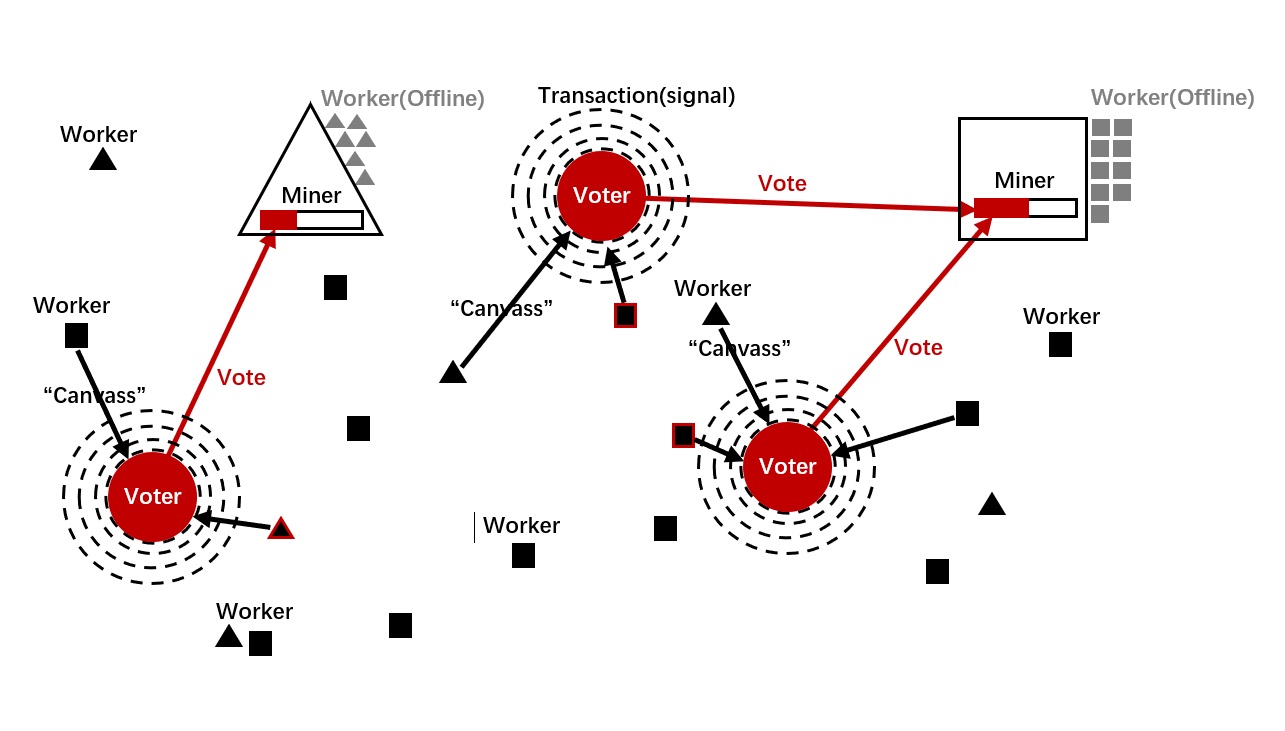 Worker(Offline)
Transaction(signal)
Worker(Offline)
Worker
Miner
Voter
Vote
Miner
Worker
“Canvass”
Worker
“Canvass”
Worker
Vote
Vote
“Canvass”
Voter
Voter
Worker
Worker